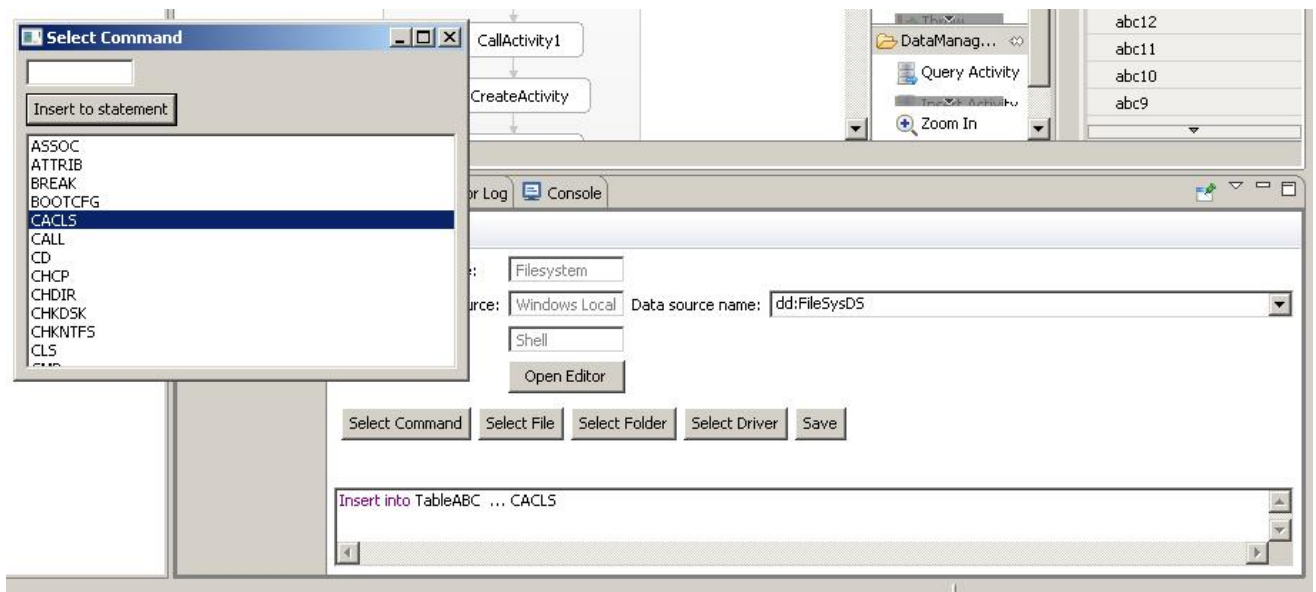 Select Command
Insert to statement
ASSOC
ATTRIB
BREAK
BOOTCFG
CACLS
CALL
CD
CHCP
CHDIR
CHKDSK
CHKNTFS
CLS
CallActivity1
CreateActivity
DataManag...
Query Activity
Zoom In
abc12
abc11
abc10
abc9
Log
Console
Filesystem
Windows Local
Data source name:
dd:FileSysDS
Shell
Open Editor
Select Command
Select File
Select Folder
Select Driver
Save
Insert into TableABC ... CACLS